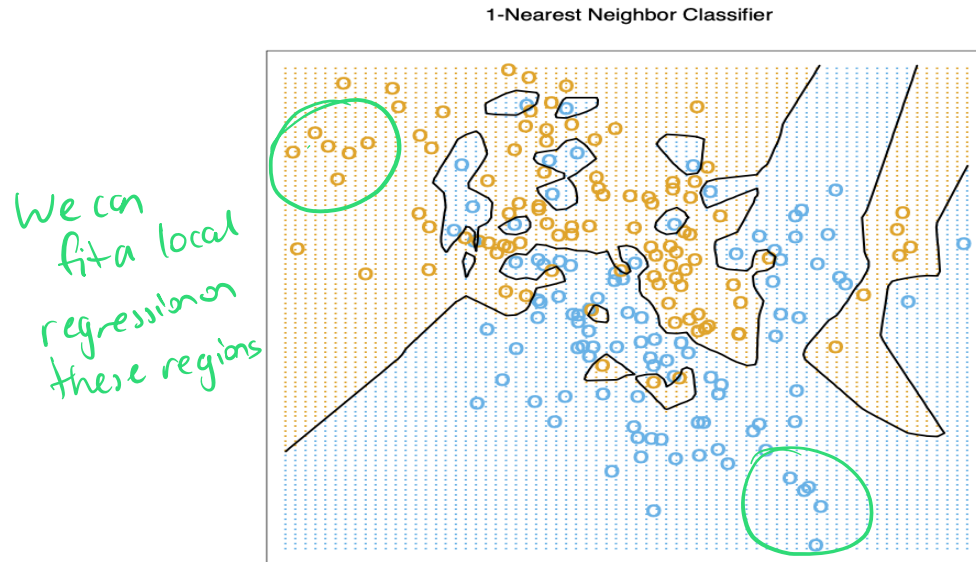 1-Nearest Neighbor Classifier
We can
fit a local
regression on
these regions